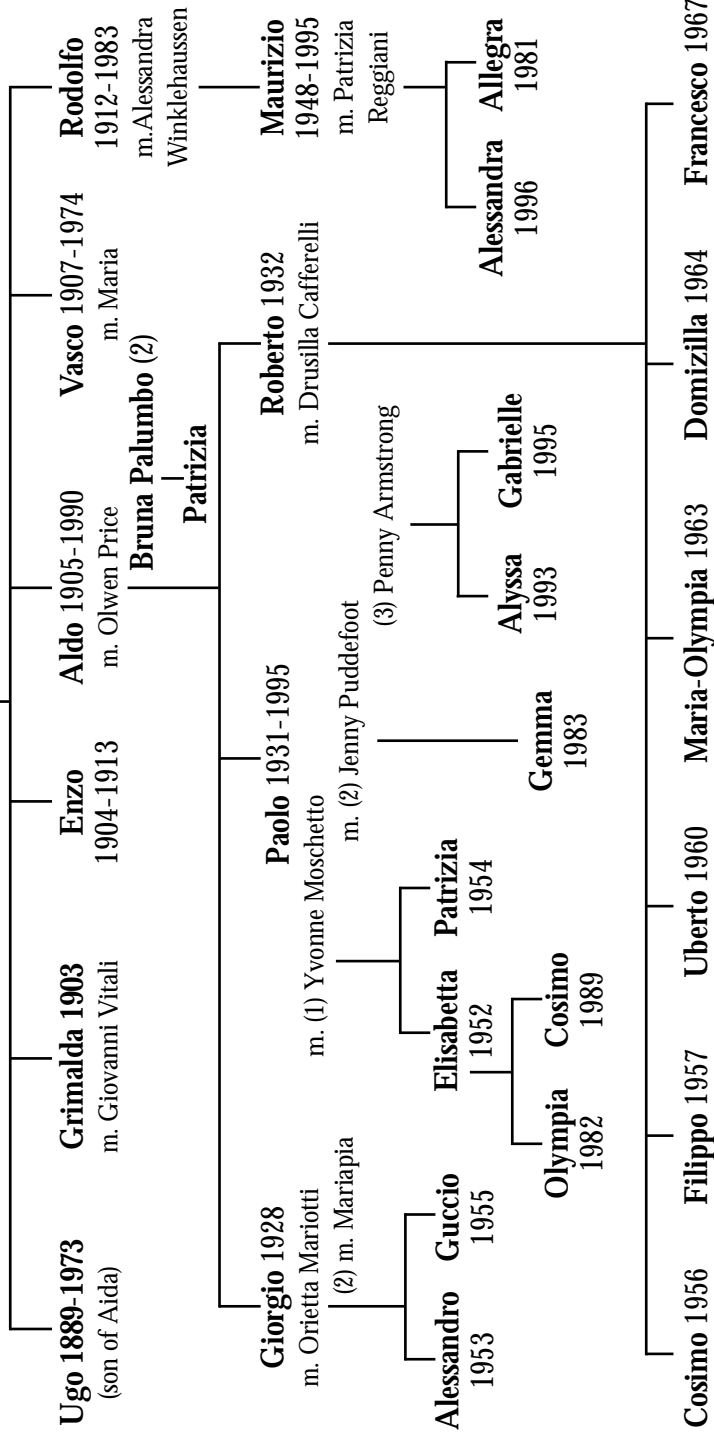 Ugo 1889-1973
(son of Aida)
Grimalda 1903
m. Giovanni Vitali
Enzo
1904-1913
Aldo 1905-1990
m. Olwen Price
Bruna Palumbo (2)
Patrizia
Vasco 1907-1974
m. Maria
Rodolfo
1912-1983
m.Alessandra
Winklehaussen
Giorgio 1928
m. Orietta Mariotti
(2) m. Mariapia
Paolo 1931-1995
m. (1) Yvonne Moschetto
m. (2) Jenny Puddefoot
(3) Penny Armstrong
Roberto 1932
m. Drusilla Cafferelli
Maurizio
1948-1995
m. Patrizia
Reggiani
Alessandro
1953
Guccio
1955
Elisabetta
1952
Patrizia
1954
Olympia
1982
Cosimo
1989
Gemma
1983
Alyssa
1993
Gabrielle
1995
Alessandra
1996
Allegra
1981
Cosimo 1956
Filippo 1957
Uberto 1960
Maria-Olympia 1963
Domizilla 1964
Francesco 1967